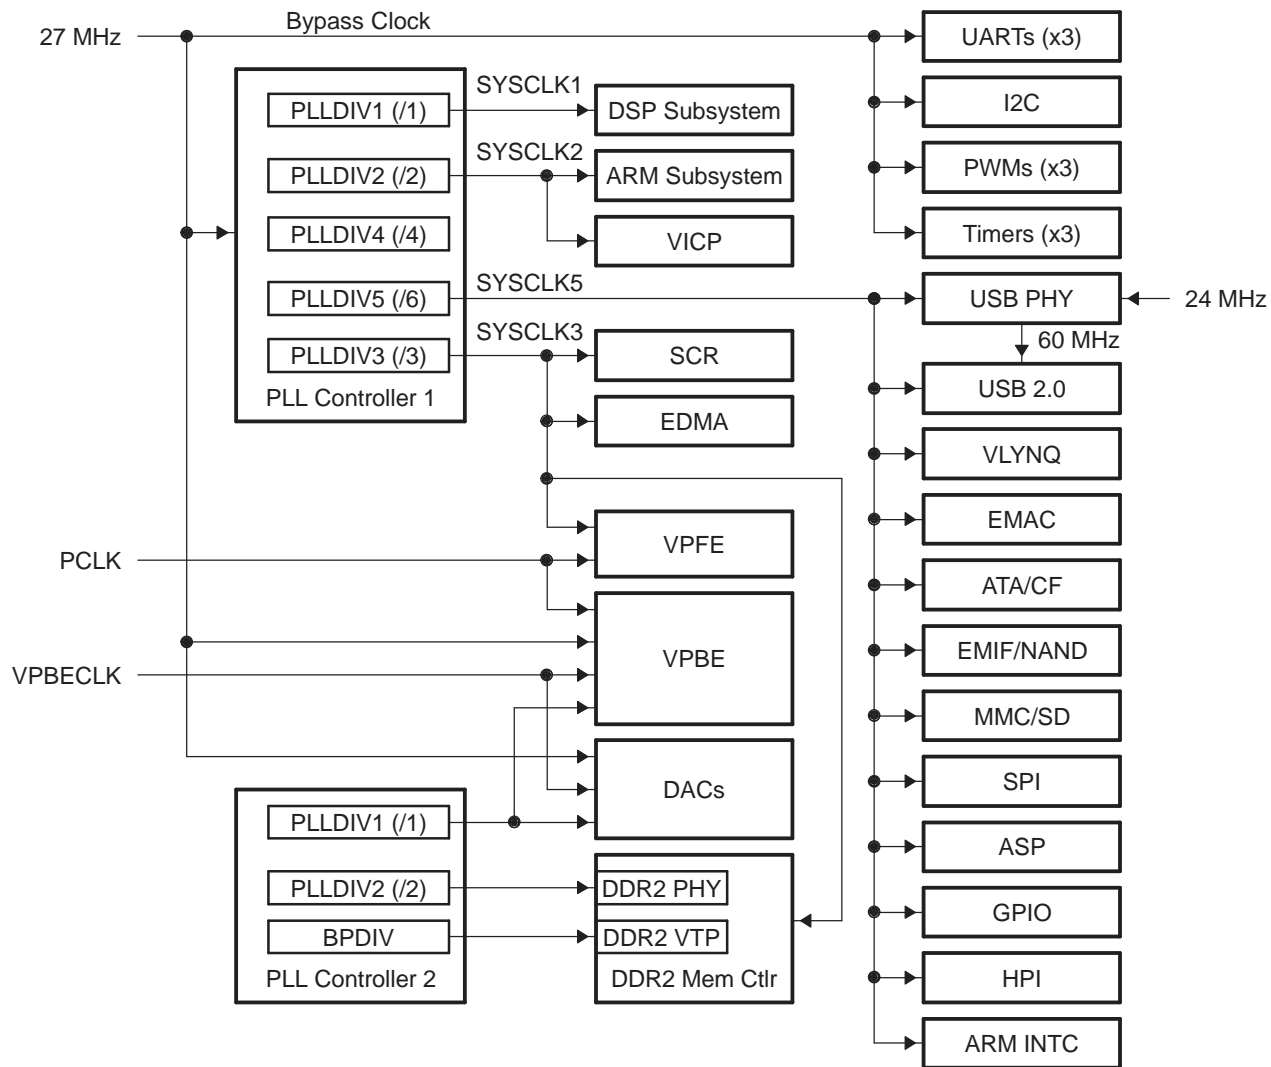 Bypass Clock
27 MHz
UARTs (x3)
SYSCLK1
PLLDIV1 (/1)
DSP Subsystem
I2C
SYSCLK2
PLLDIV2 (/2)
ARM Subsystem
PWMs (x3)
PLLDIV4 (/4)
VICP
Timers (x3)
SYSCLK5
PLLDIV5 (/6)
USB PHY
24 MHz
SYSCLK3
60 MHz
PLLDIV3 (/3)
SCR
PLL Controller 1
USB 2.0
EDMA
VLYNQ
EMAC
VPFE
PCLK
ATA/CF
EMIF/NAND
VPBE
VPBECLK
MMC/SD
SPI
DACs
PLLDIV1 (/1)
ASP
PLLDIV2 (/2)
DDR2 PHY
GPIO
BPDIV
DDR2 VTP
PLL Controller 2
DDR2 Mem Ctlr
HPI
ARM INTC